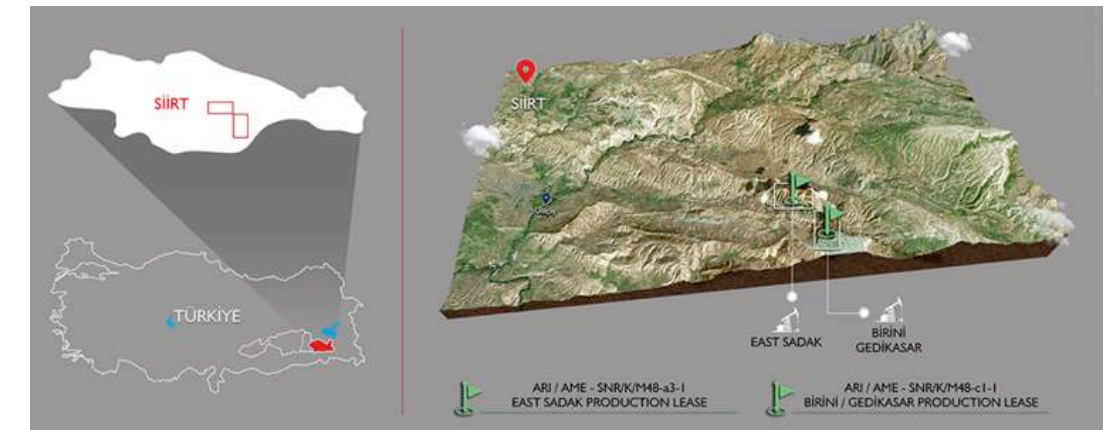 SİİRT
TÜRKİYE
SİİRT
EAST SADAK
BİRİNİ
GEDİKASAR
ARI / AME - SNR/K/M48-a3-1
EAST SADAK PRODUCTION LEASE
ARI / AME - SNR/K/M48-c1-1
BİRİNİ / GEDİKASAR PRODUCTION LEASE